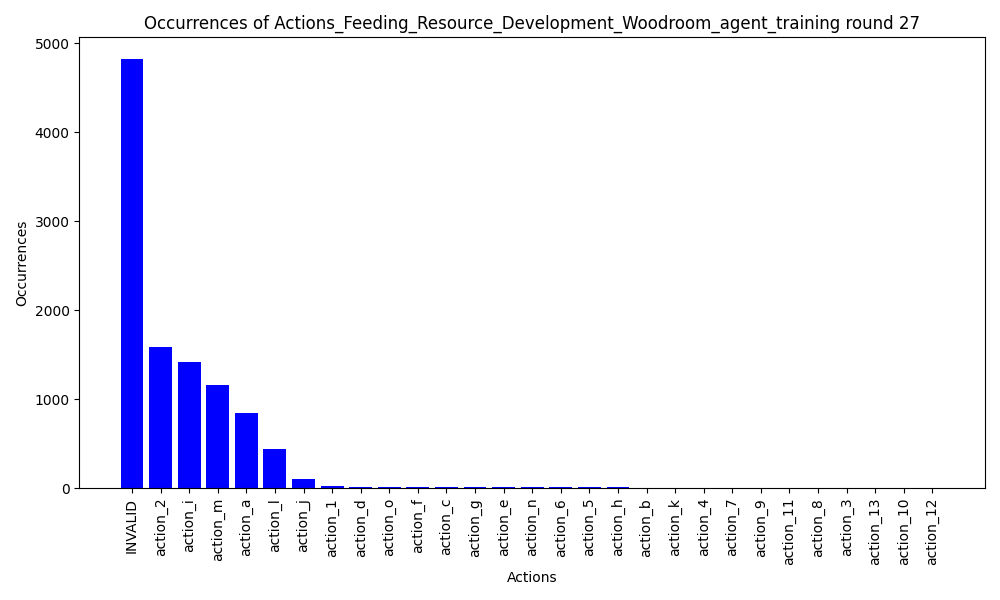 Occurrences of Actions_Feeding_Resource_Development_Woodroom_agent_training round 27
5000
4000
3000
2000
1000
0
Occurrences
INVALID
action_2
action_i
action_m
action_a
action_l
action_j
action_1
action_d
action_o
action_f
action_c
action_g
action_e
action_n
action_6
action_5
action_h
action_b
action_k
action_4
action_7
action_9
action_11
action_8
action_3
action_13
action_10
action_12
Actions